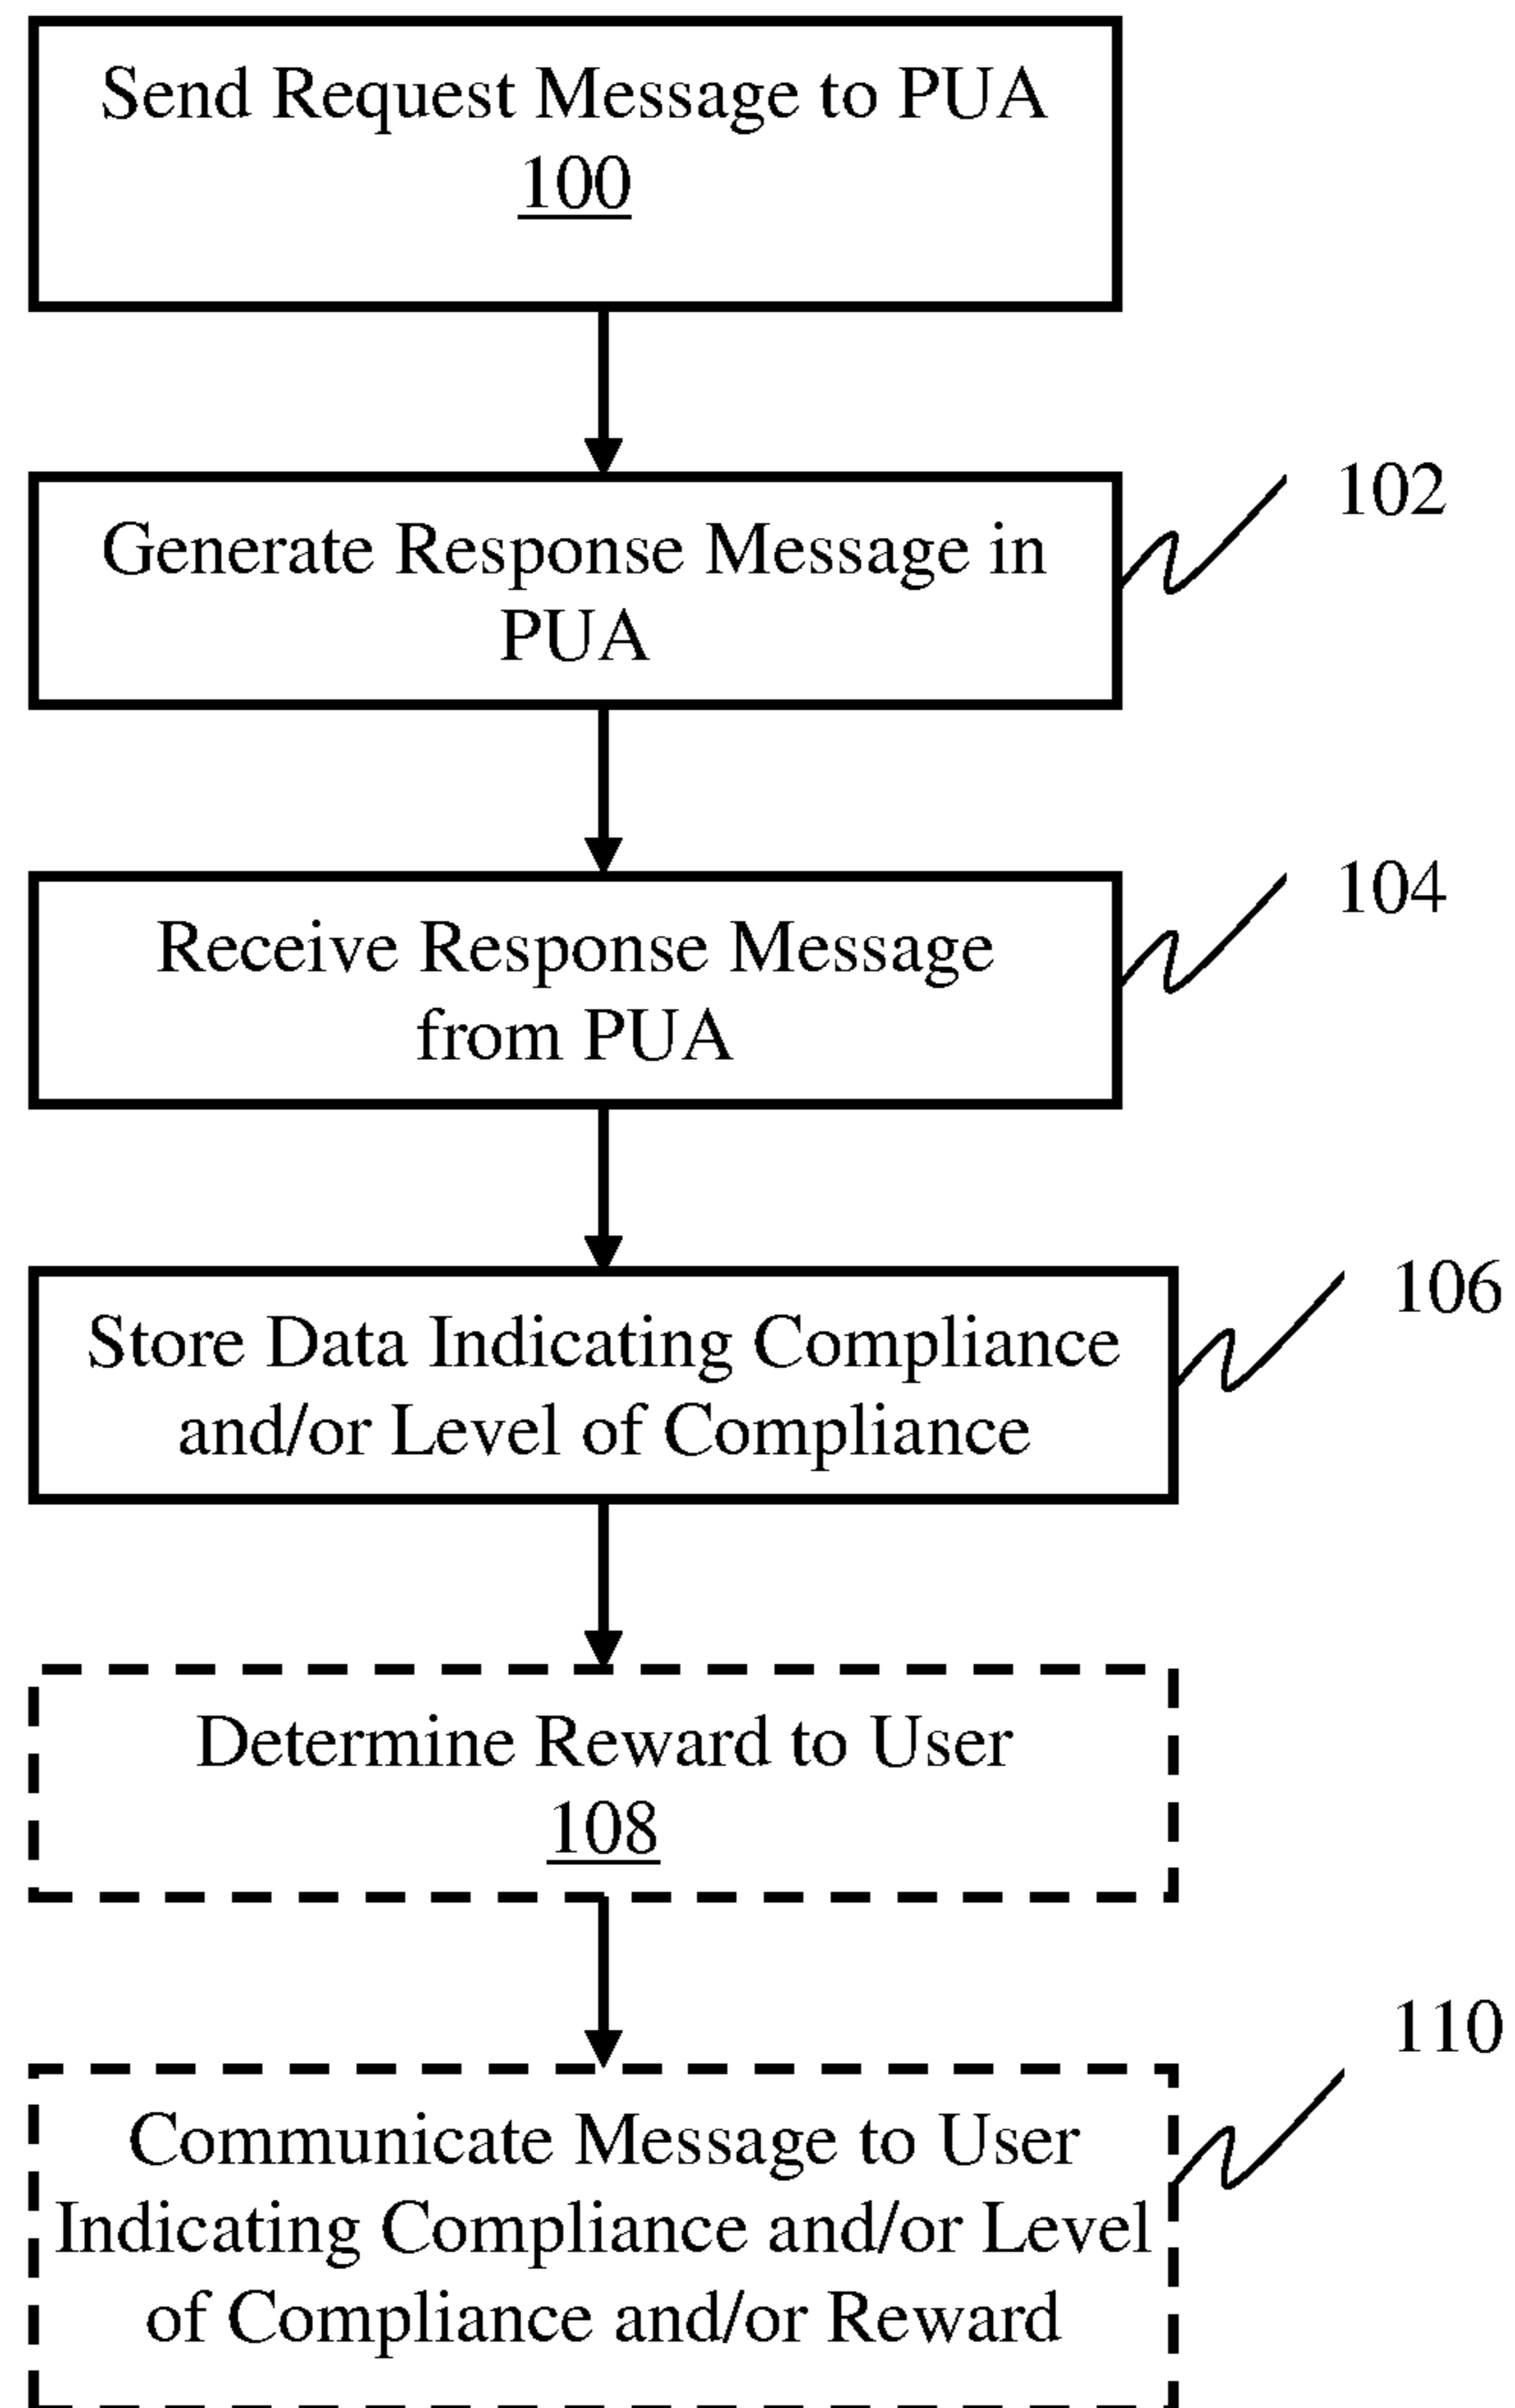 Send Request Message to PUA
100
Generate Response Message in
PUA
102
Receive Response Message
from PUA
104
Store Data Indicating Compliance
and/or Level of Compliance
106
Determine Reward to User
108
Communicate Message to User
Indicating Compliance and/or Level
of Compliance and/or Reward
110